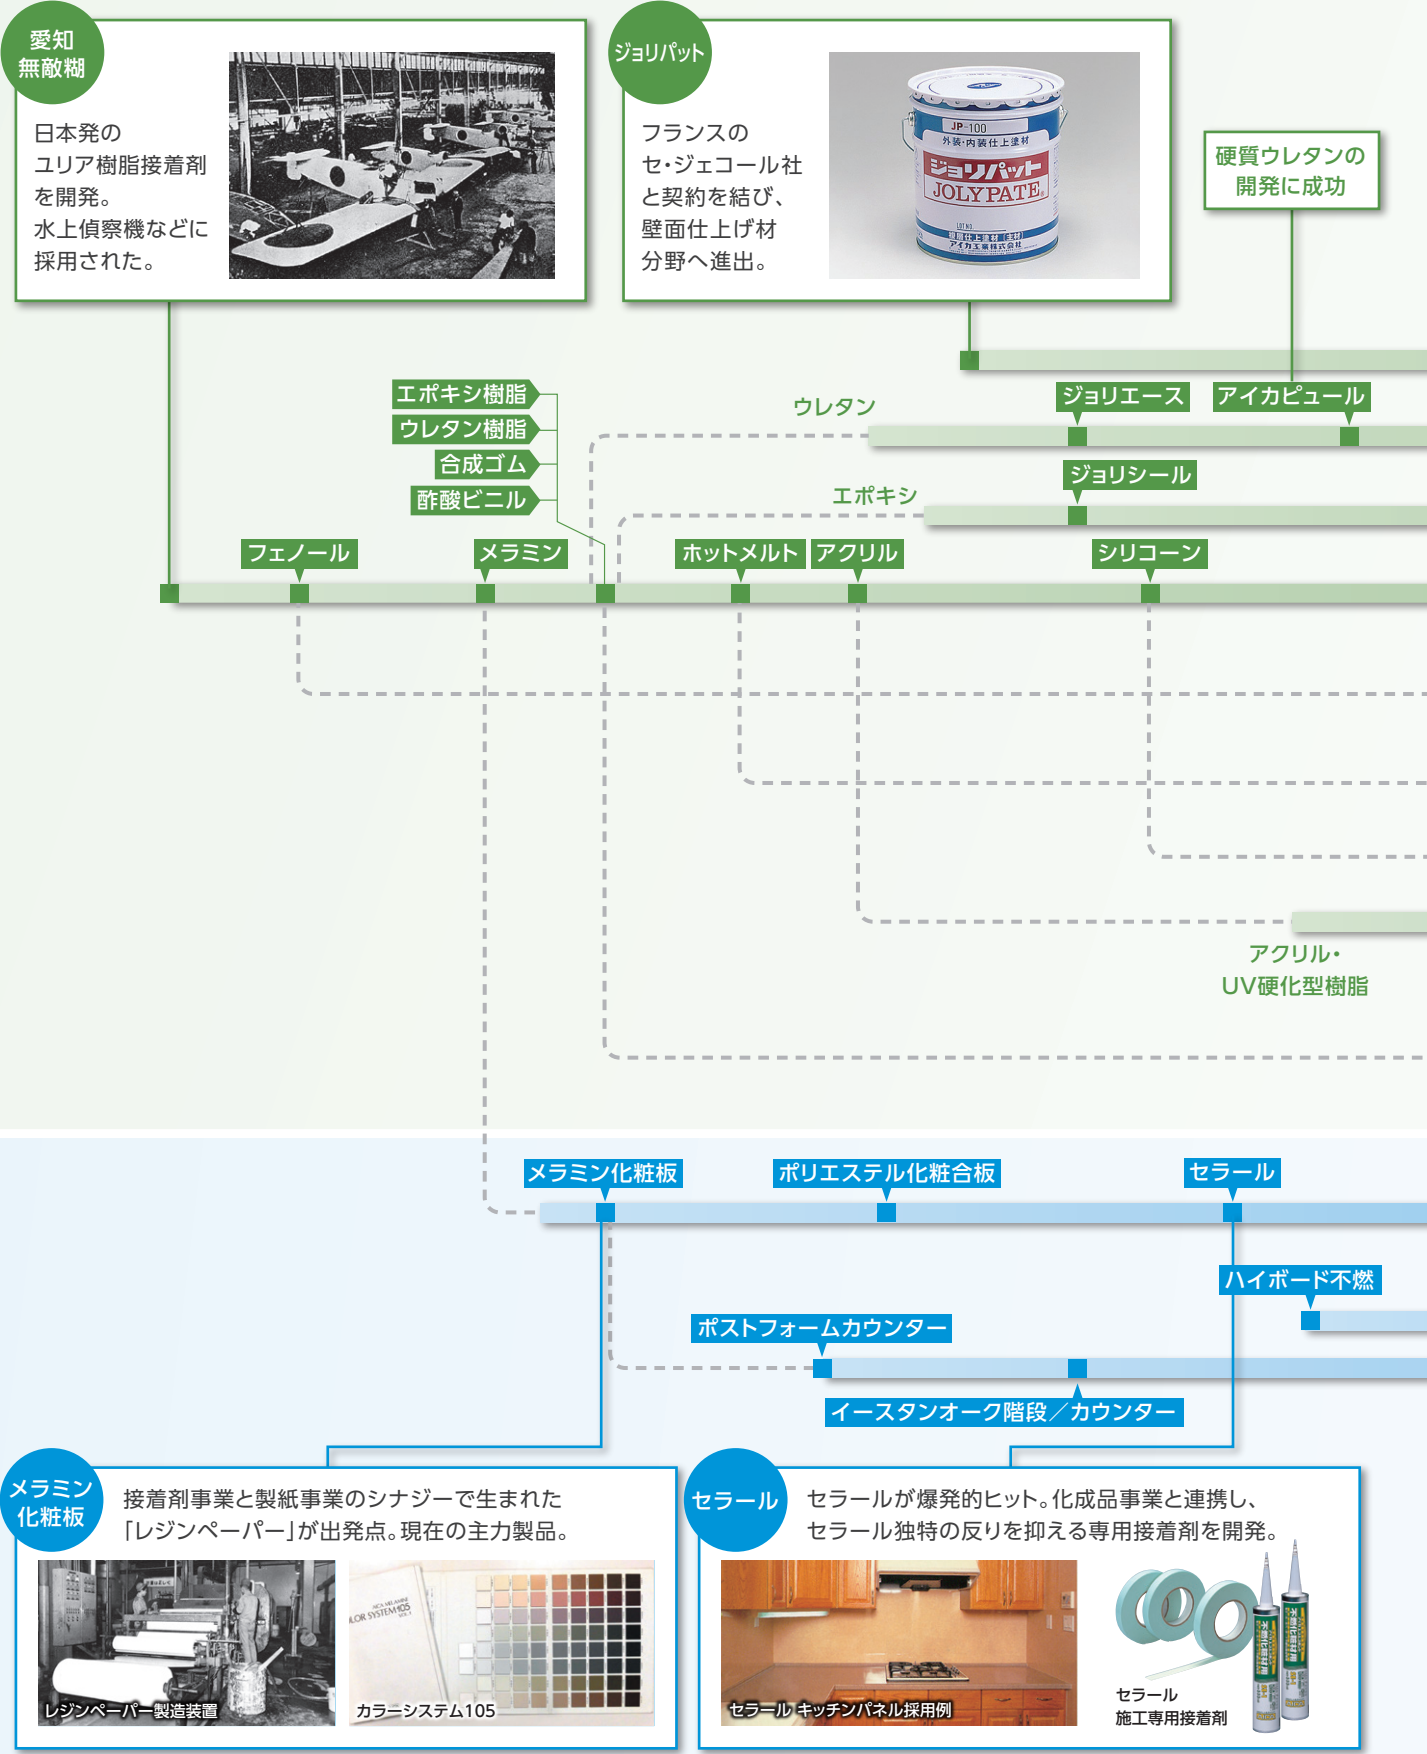 愛知
無敵糊
日本発の
ユリア樹脂接着剤
を開発。
水上偵察機などに
採用された。
ジョリパット
フランスの
セ・ジェコール社
と契約を結び、
壁面仕上げ材
分野へ進出。
JP-100
外装・内装仕上塗材
ジョリパット
JOLYPATE
LOT NO.
アイカ工業株式会社
硬質ウレタンの
開発に成功
エポキシ樹脂
ウレタン樹脂
合成ゴム
酢酸ビニル
ウレタン
ジョリエース
アイカピュール
エポキシ
ジョリシール
フェノール
メラミン
ホットメルト
アクリル
シリコーン
アクリル・
UV硬化型樹脂
メラミン化粧板
ポリエステル化粧合板
セラール
ハイボード不燃
ポストフォームカウンター
イースタンオーク階段／カウンター
メラミン
化粧板
接着剤事業と製紙事業のシナジーで生まれた
「レジンペーパー」が出発点。現在の主力製品。
レジンペーパー製造装置
AICA MELAMINE
COLOR SYSTEM105
カラーシステム105
セラール
セラールが爆発的ヒット。化成品事業と連携し、
セラール独特の反りを抑える専用接着剤を開発。
セラール キッチンパネル採用例
セラール
施工専用接着剤